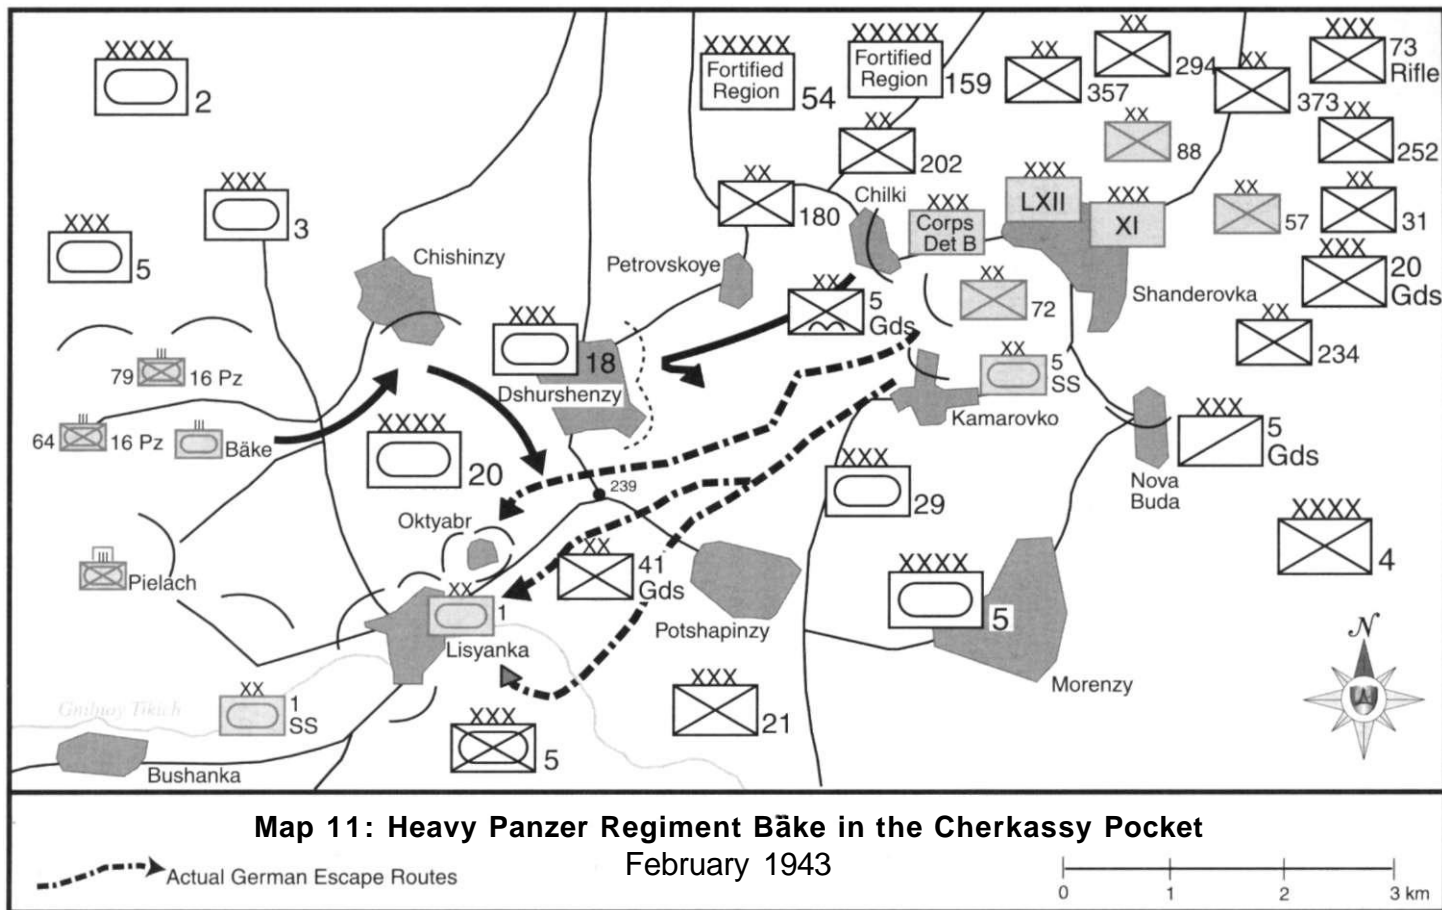 XXXX
2
XXX
3
XXX
5
XXXXX
Fortified
Region
54
XXXXX
Fortified
Region
159
XX
357
XX
294
XX
373
XXX
73
Rifle
XX
88
XX
252
XX
202
XX
180
Chilki
XXX
Corps
Det B
XXX
LXII
XXX
XI
XX
57
XXX
31
XXX
20
Gds
Chishinzy
Petrovskoye
XX
5
Gds
XX
72
Shanderovka
XX
234
XXX
18
Dshurshenzy
III
79
16 Pz
III
64
16 Pz
III
Bäke
XX
5
SS
Kamarovko
XXX
5
Gds
Nova
Buda
XXXX
20
239
XXX
29
Oktyabr
XXXX
4
III
Pielach
XX
41
Gds
XX
1
Lisyanka
Potshapinzy
XXXX
5
Morenzy
N
Gniloy Tikich
XX
1
SS
XXX
5
XXX
21
Bushanka
Map 11: Heavy Panzer Regiment Bäke in the Cherkassy Pocket
February 1943
Actual German Escape Routes
0 1 2 3 km